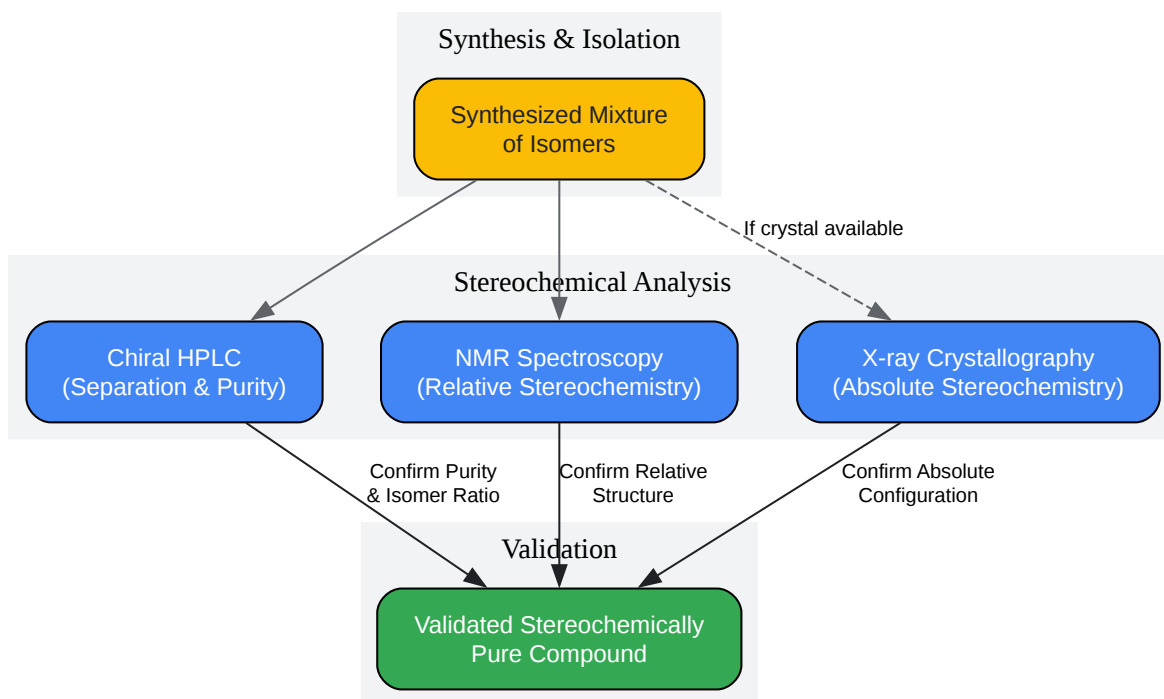 Synthesis & Isolation
Synthesized Mixture
of Isomers
If crystal available
Stereochemical Analysis
Chiral HPLC
(Separation & Purity)
NMR Spectroscopy
(Relative Stereochemistry)
X-ray Crystallography
(Absolute Stereochemistry)
Confirm Purity
& Isomer Ratio
Confirm Relative
Structure
Confirm Absolute
Configuration
Validation
Validated Stereochemically
Pure Compound